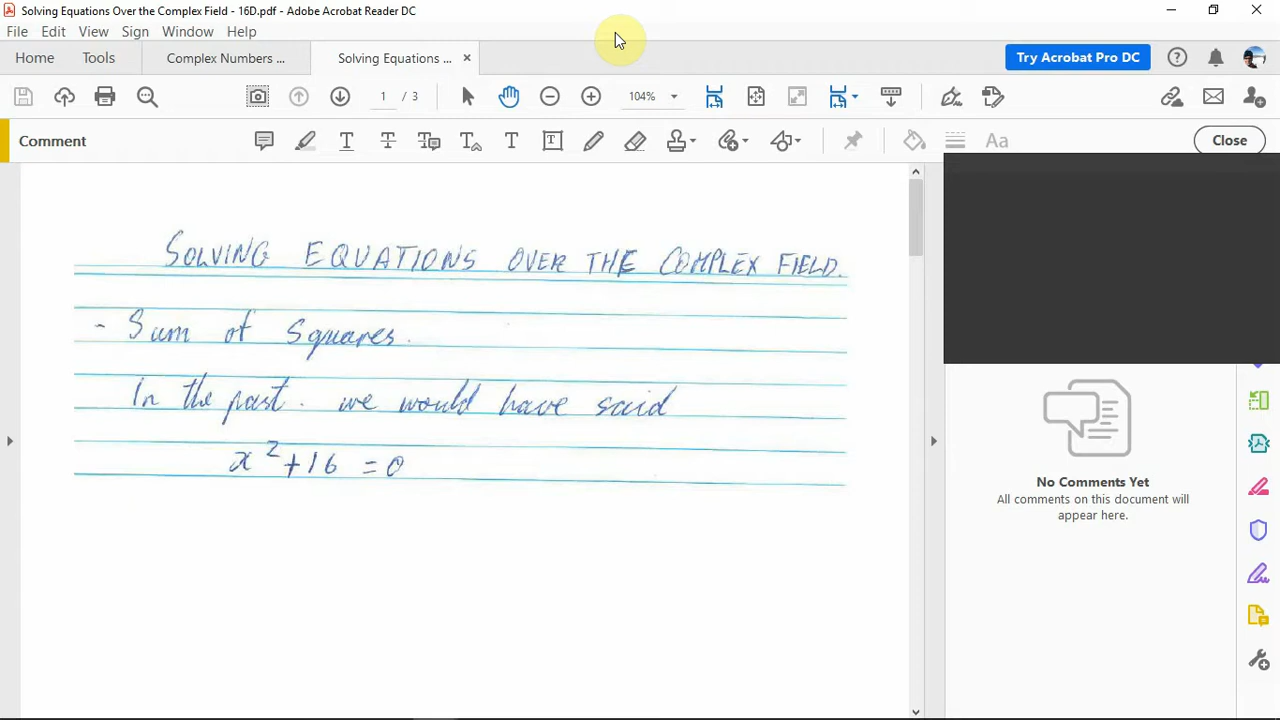 Solving Equations Over the Complex Field - 16D.pdf - Adobe Acrobat Reader DC
File Edit View Sign Window Help
Home Tools Complex Numbers ... Solving Equations ... × Try Acrobat Pro DC
1 / 3 104%
Comment Close
SOLVING EQUATIONS OVER THE COMPLEX FIELD.
- Sum of Squares.
In the past. we would have said
x² + 16 = 0
No Comments Yet
All comments on this document will
appear here.